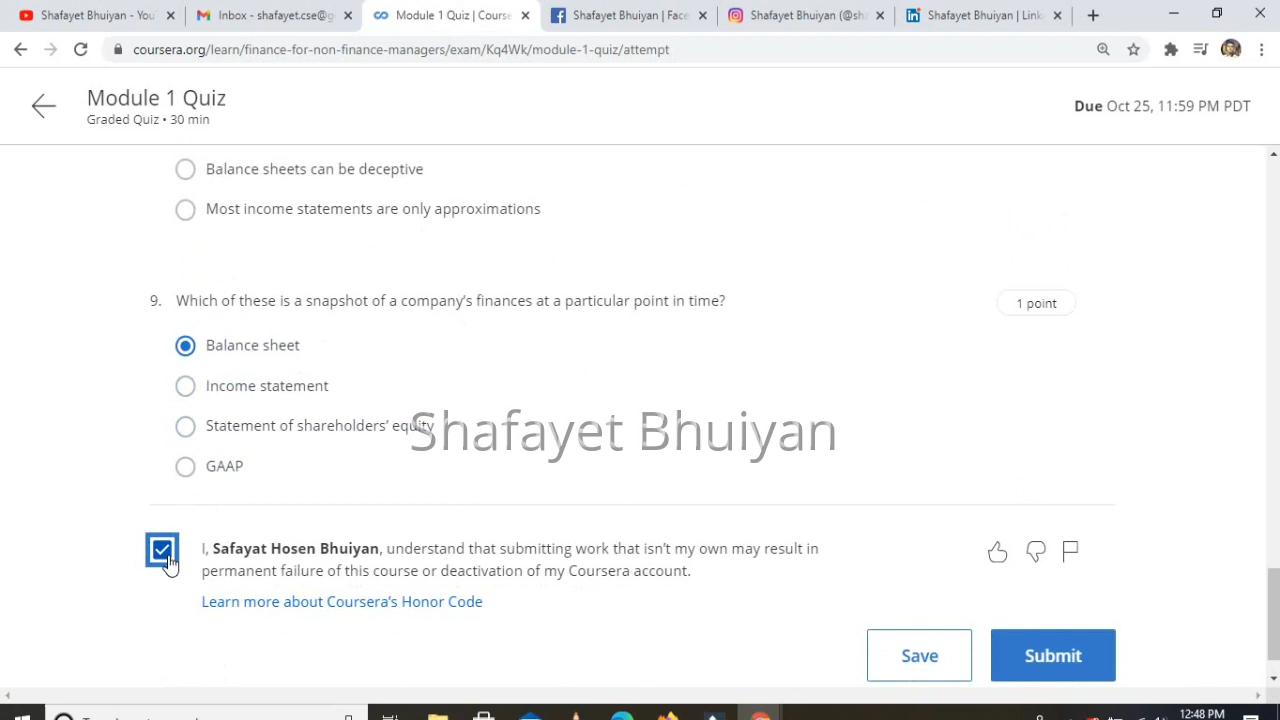 Shafayet Bhuiyan - You
Inbox - shafayet.cse@g
Module 1 Quiz | Course
Shafayet Bhuiyan | Face
Shafayet Bhuiyan (@sha
Shafayet Bhuiyan | Link
coursera.org/learn/finance-for-non-finance-managers/exam/Kq4Wk/module-1-quiz/attempt
Module 1 Quiz
Graded Quiz • 30 min
Due Oct 25, 11:59 PM PDT
Balance sheets can be deceptive
Most income statements are only approximations
9. Which of these is a snapshot of a company's finances at a particular point in time?
1 point
Balance sheet
Income statement
Statement of shareholders' equity
Shafayet Bhuiyan
GAAP
I, Safayat Hosen Bhuiyan, understand that submitting work that isn't my own may result in
permanent failure of this course or deactivation of my Coursera account.
Learn more about Coursera's Honor Code
Save
Submit
12:48 PM